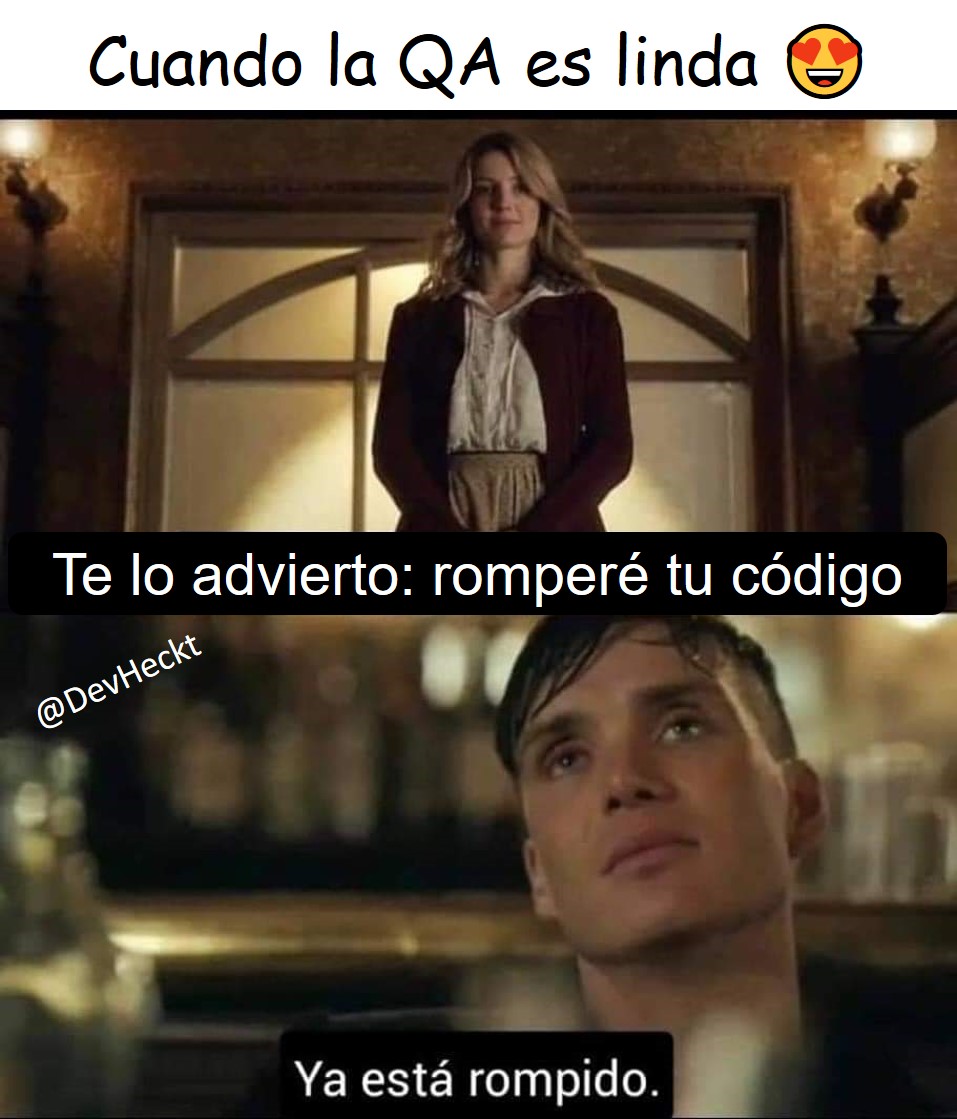 Cuando la QA es linda 😍
Te lo advierto: romperé tu código
@DevHeckt
Ya está rompido.